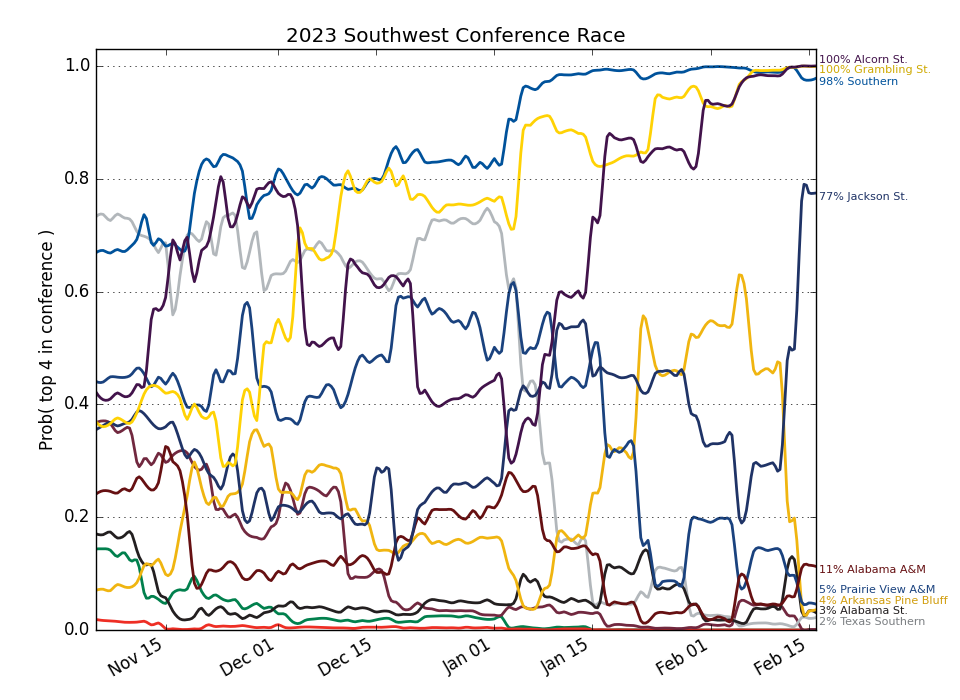 2023 Southwest Conference Race
Prob( top 4 in conference )
1.0
0.8
0.6
0.4
0.2
0.0
Nov 15
Dec 01
Dec 15
Jan 01
Jan 15
Feb 01
Feb 15
100% Alcorn St.
100% Grambling St.
98% Southern
77% Jackson St.
11% Alabama A&M
5% Prairie View A&M
4% Arkansas Pine Bluff
3% Alabama St.
2% Texas Southern